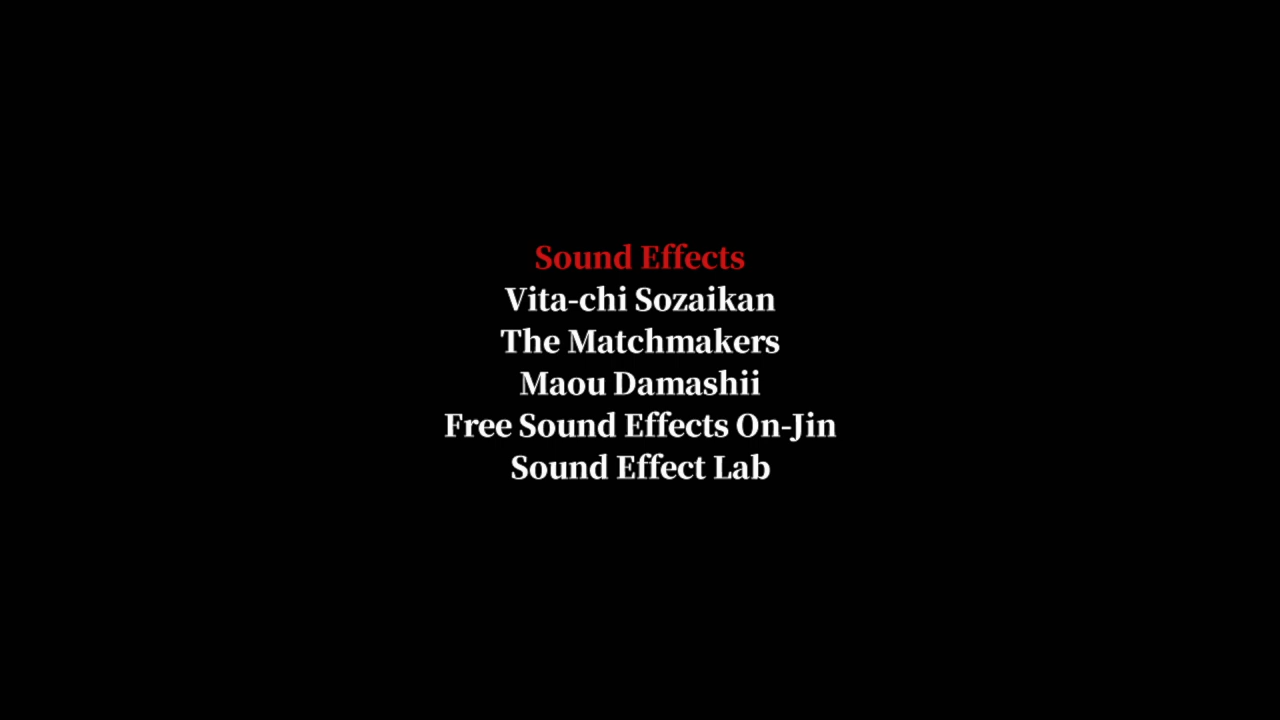 Sound Effects
Vita-chi Sozaikan
The Matchmakers
Maou Damashii
Free Sound Effects On-Jin
Sound Effect Lab